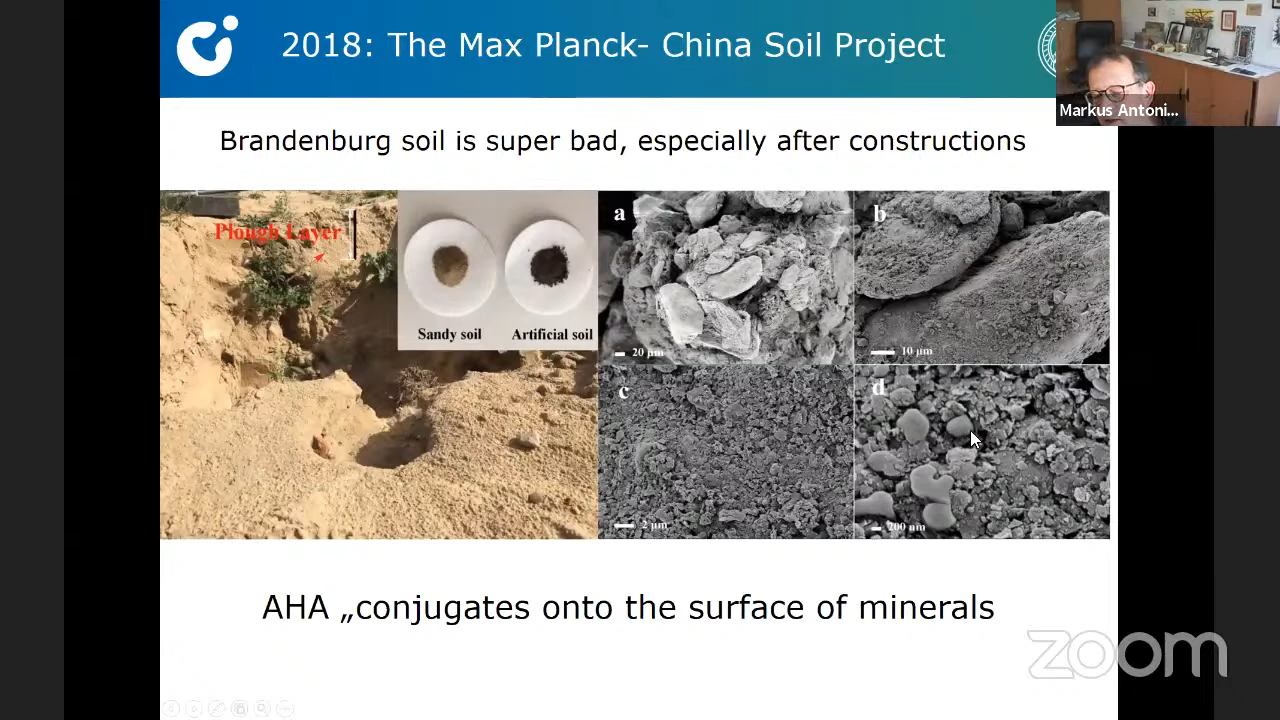 2018: The Max Planck- China Soil Project
Markus Antoni...
Brandenburg soil is super bad, especially after constructions
Plough Layer
Sandy soil
Artificial soil
a
20 µm
b
10 µm
c
2 µm
d
200 nm
AHA „conjugates onto the surface of minerals
zoom